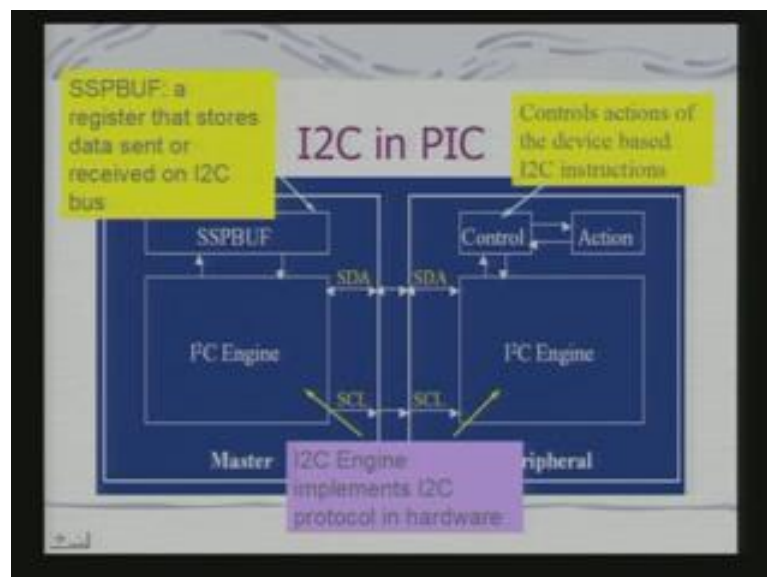 SSPBUF: a
register that stores
data sent or
received on I2C
bus
I2C in PIC
Controls actions of
the device based
I2C instructions
SSPBUF
Control
Action
SDA
SDA
I²C Engine
I²C Engine
SCL
SCL
Master
ripheral
I2C Engine
implements I2C
protocol in hardware